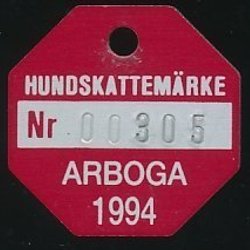 HUNDSKATTEMÄRKE
Nr 00305
ARBOGA
1994